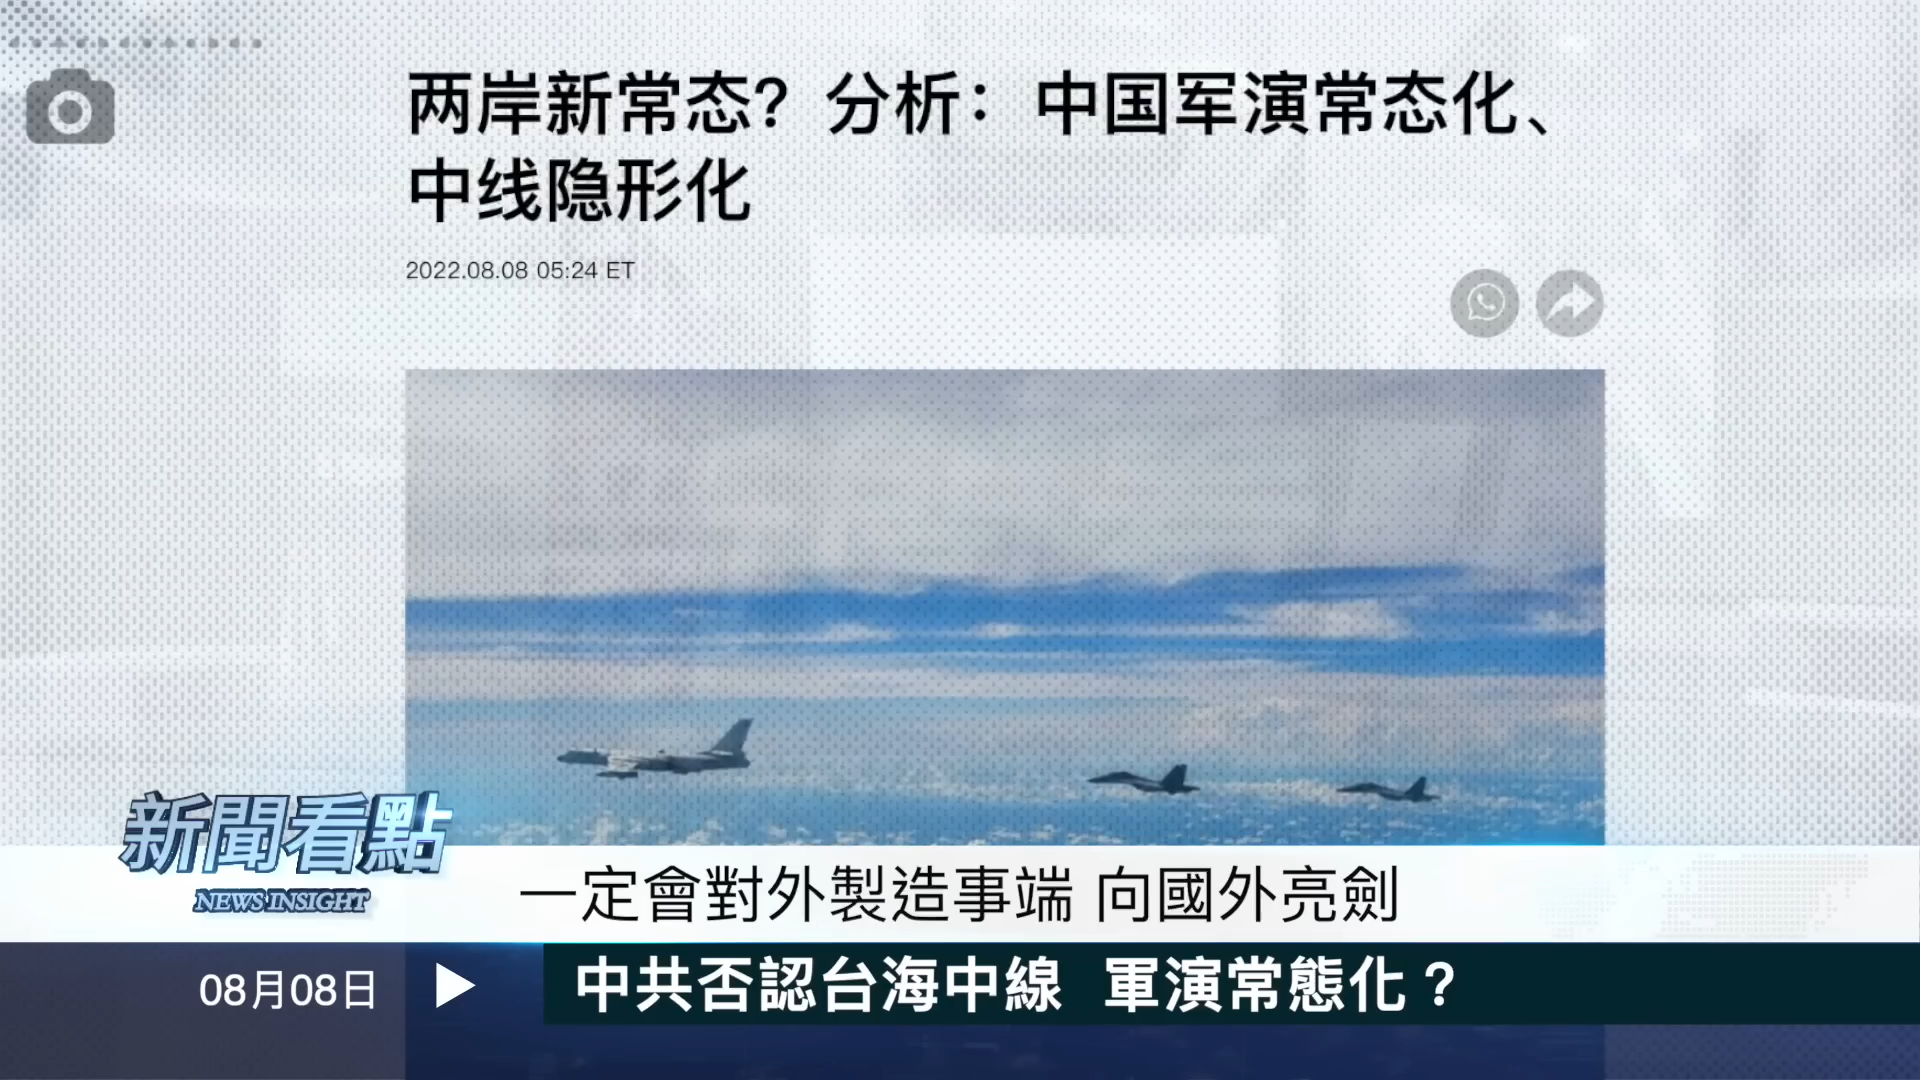 两岸新常态？分析：中国军演常态化、
中线隐形化
2022.08.08 05:24 ET
新聞看點
NEWS INSIGHT
一定會對外製造事端 向國外亮劍
08月08日
中共否認台海中線 軍演常態化？